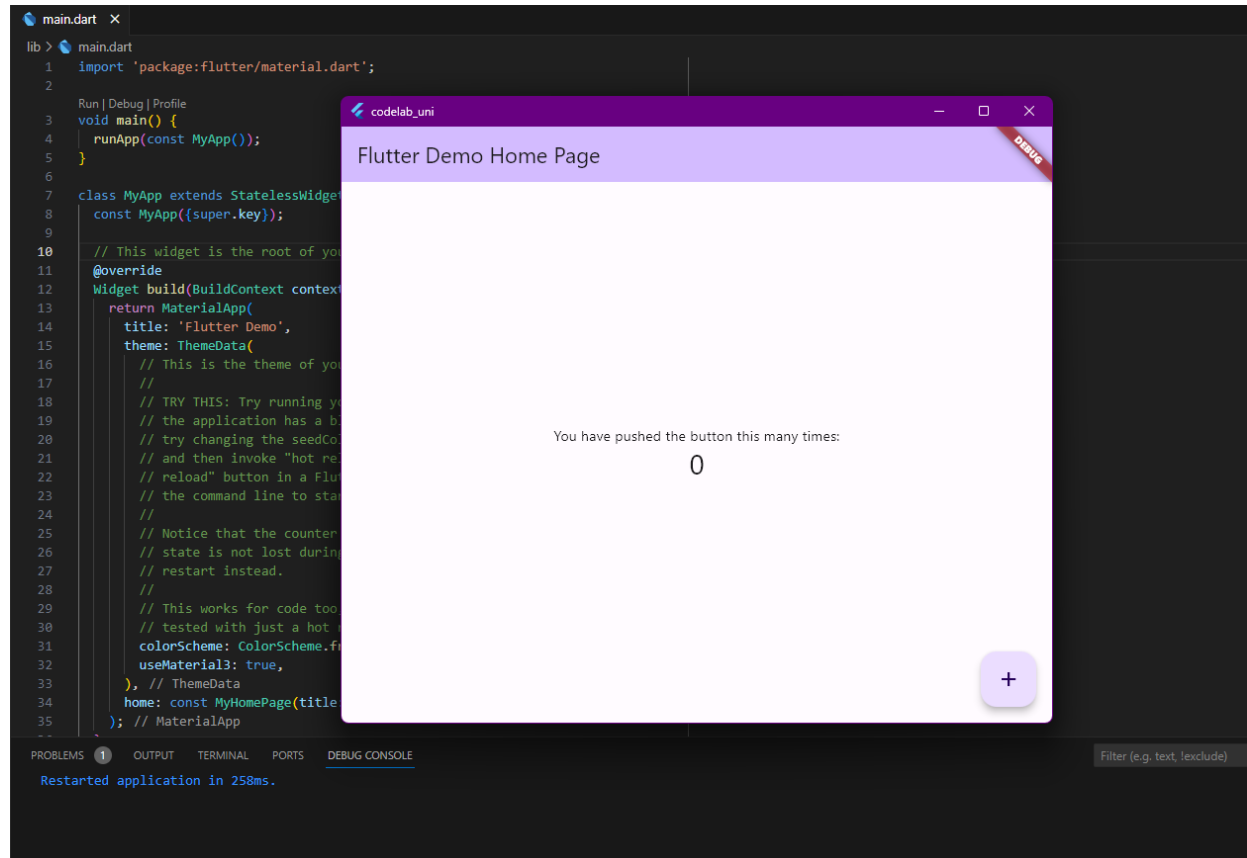 main.dart
lib > main.dart
1 import 'package:flutter/material.dart';
2
Run | Debug | Profile
3 void main() {
4 runApp(const MyApp());
5 }
6
7 class MyApp extends StatelessWidget
8 const MyApp({super.key});
9
10 // This widget is the root of
11 @override
12 Widget build(BuildContext context
13 return MaterialApp(
14 title: 'Flutter Demo',
15 theme: ThemeData(
16 // This is the theme of
17 //
18 // TRY THIS: Try running
19 // the application has a
20 // try changing the
21 // and then invoke "hot
22 // reload" button in a
23 // the command line to
24 //
25 // Notice that the counter
26 // state is not lost during
27 // restart instead.
28 //
29 // This works for code too
30 // tested with just a hot
31 colorScheme: ColorScheme.
32 useMaterial3: true,
33 ), // ThemeData
34 home: const MyHomePage(title
35 ); // MaterialApp
codelab_uni
Flutter Demo Home Page
DEBUG
You have pushed the button this many times:
0
+
PROBLEMS 1 OUTPUT TERMINAL PORTS DEBUG CONSOLE
Filter (e.g. text, !exclude)
Restarted application in 258ms.